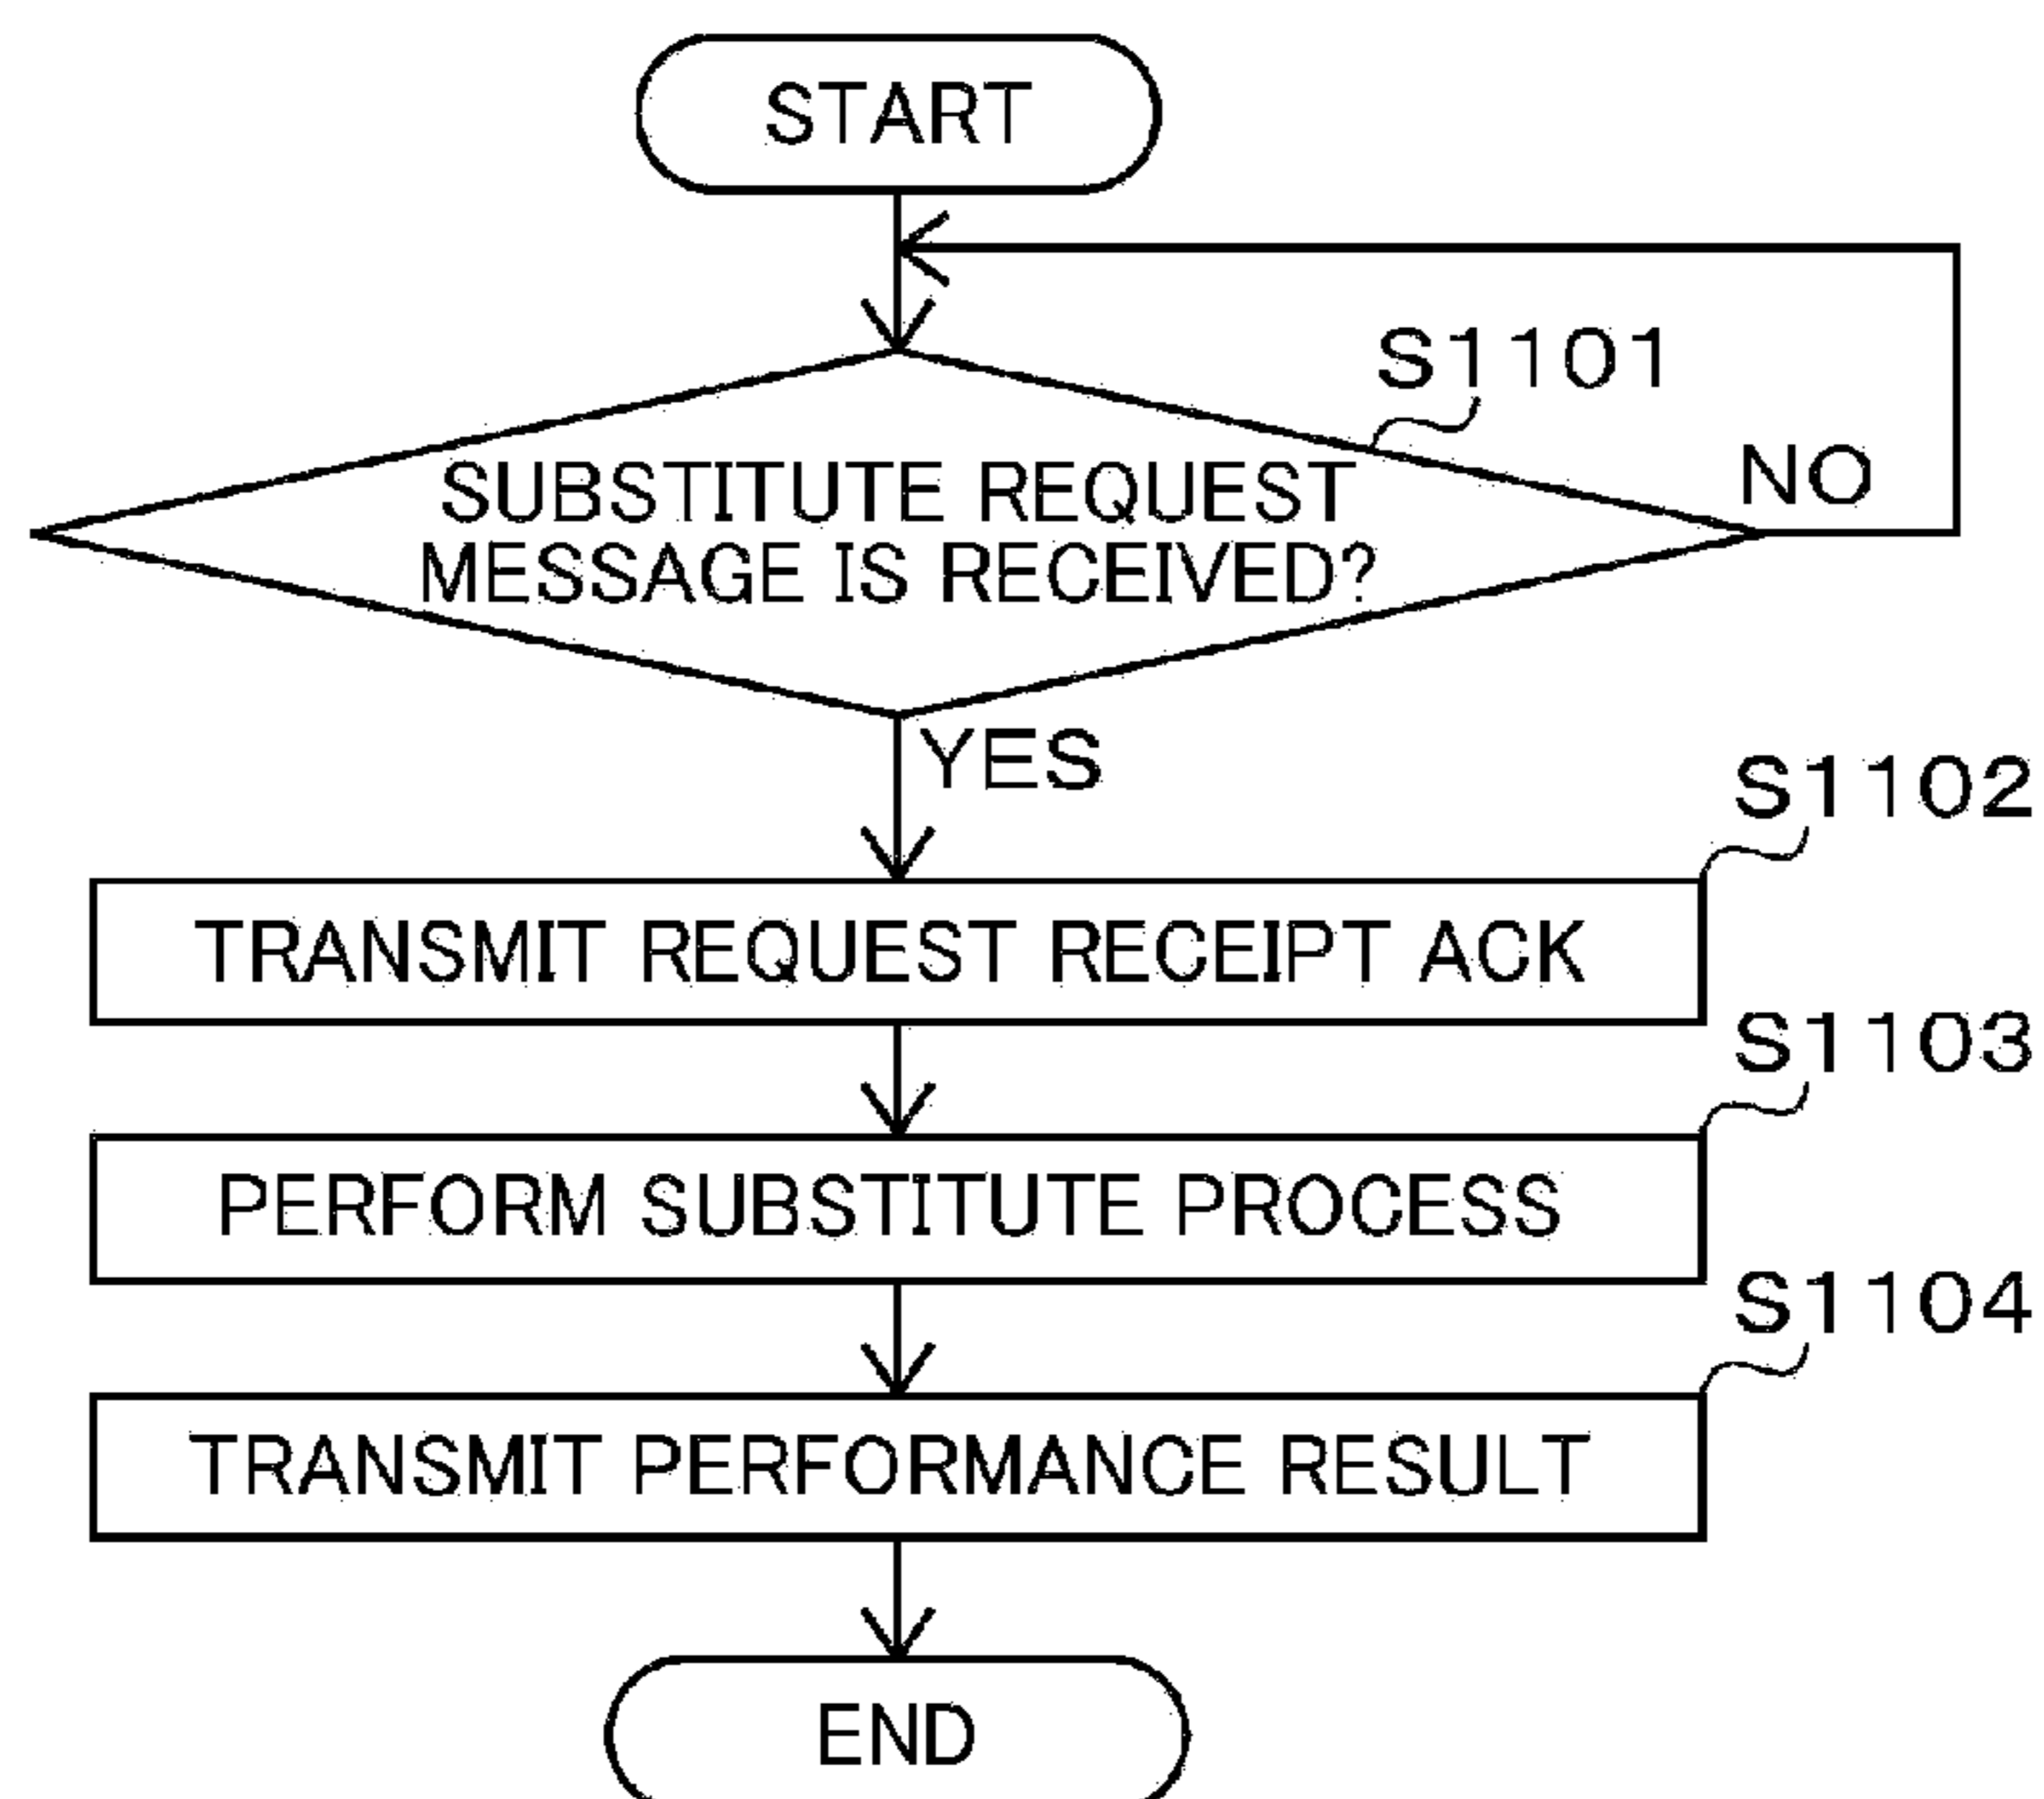 START
S1101
SUBSTITUTE REQUEST
MESSAGE IS RECEIVED?
NO
YES
S1102
TRANSMIT REQUEST RECEIPT ACK
S1103
PERFORM SUBSTITUTE PROCESS
S1104
TRANSMIT PERFORMANCE RESULT
END